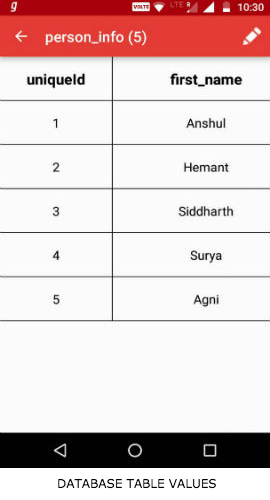 g VOLTE LTE R 10:30
person_info (5)
uniqueId first_name
1 Anshul
2 Hemant
3 Siddharth
4 Surya
5 Agni
DATABASE TABLE VALUES